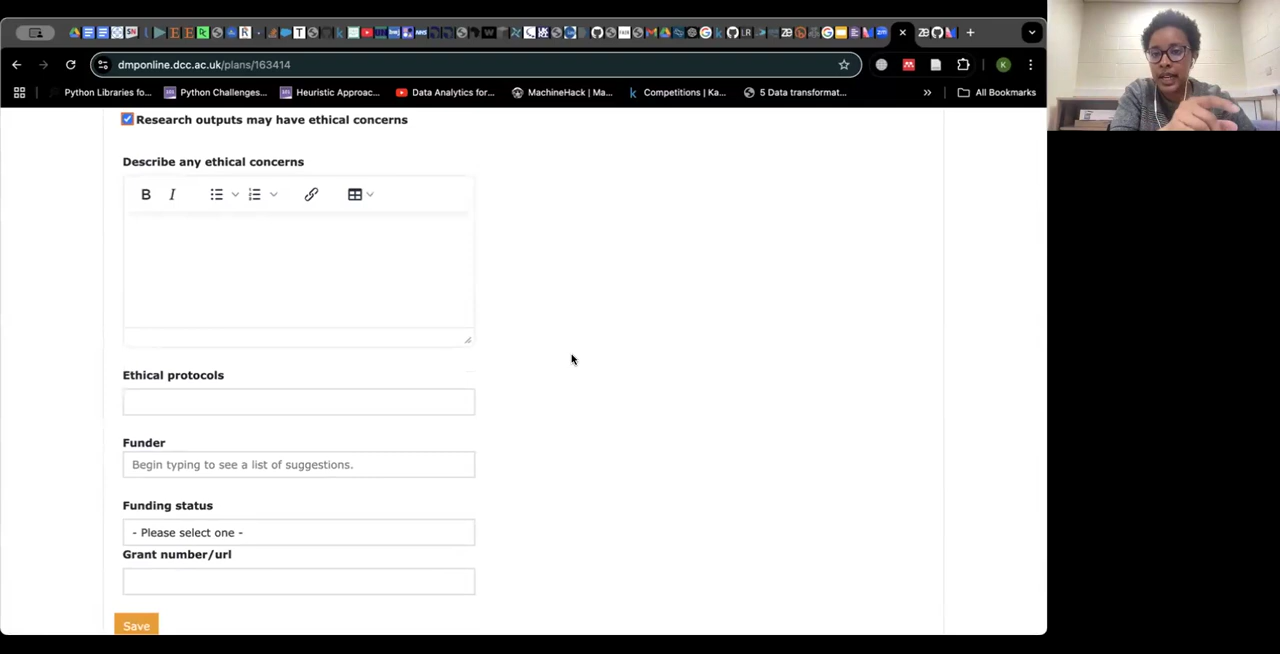 dmponline.dcc.ac.uk/plans/163414
K
Python Libraries fo... Python Challenges... Heuristic Approac... Data Analytics for... MachineHack | Ma... Competitions | Ka... 5 Data transformat... » All Bookmarks
Research outputs may have ethical concerns
Describe any ethical concerns
B I
Ethical protocols
Funder
Begin typing to see a list of suggestions.
Funding status
- Please select one -
Grant number/url
Save